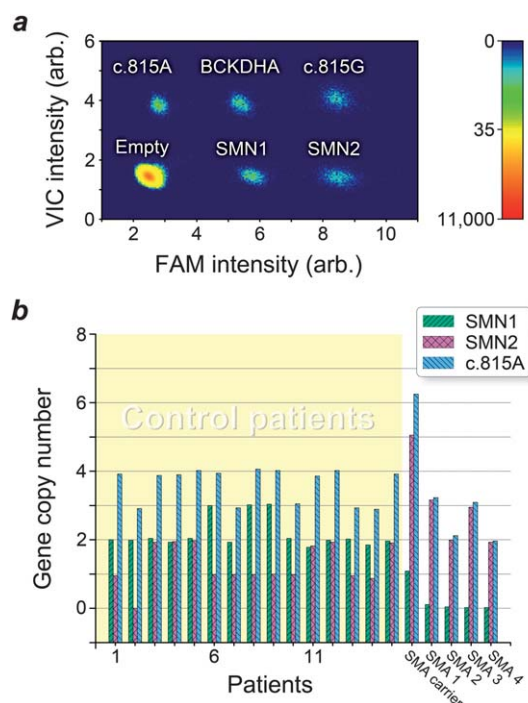 a
6
4
2
0
VIC intensity (arb.)
c.815A BCKDHA c.815G
Empty SMN1 SMN2
2 4 6 8 10
FAM intensity (arb.)
0
35
11,000
b
SMN1
SMN2
c.815A
8
6
4
2
0
Gene copy number
Control patients
1 6 11
SMA carrier
SMA 1
SMA 2
SMA 3
SMA 4
Patients